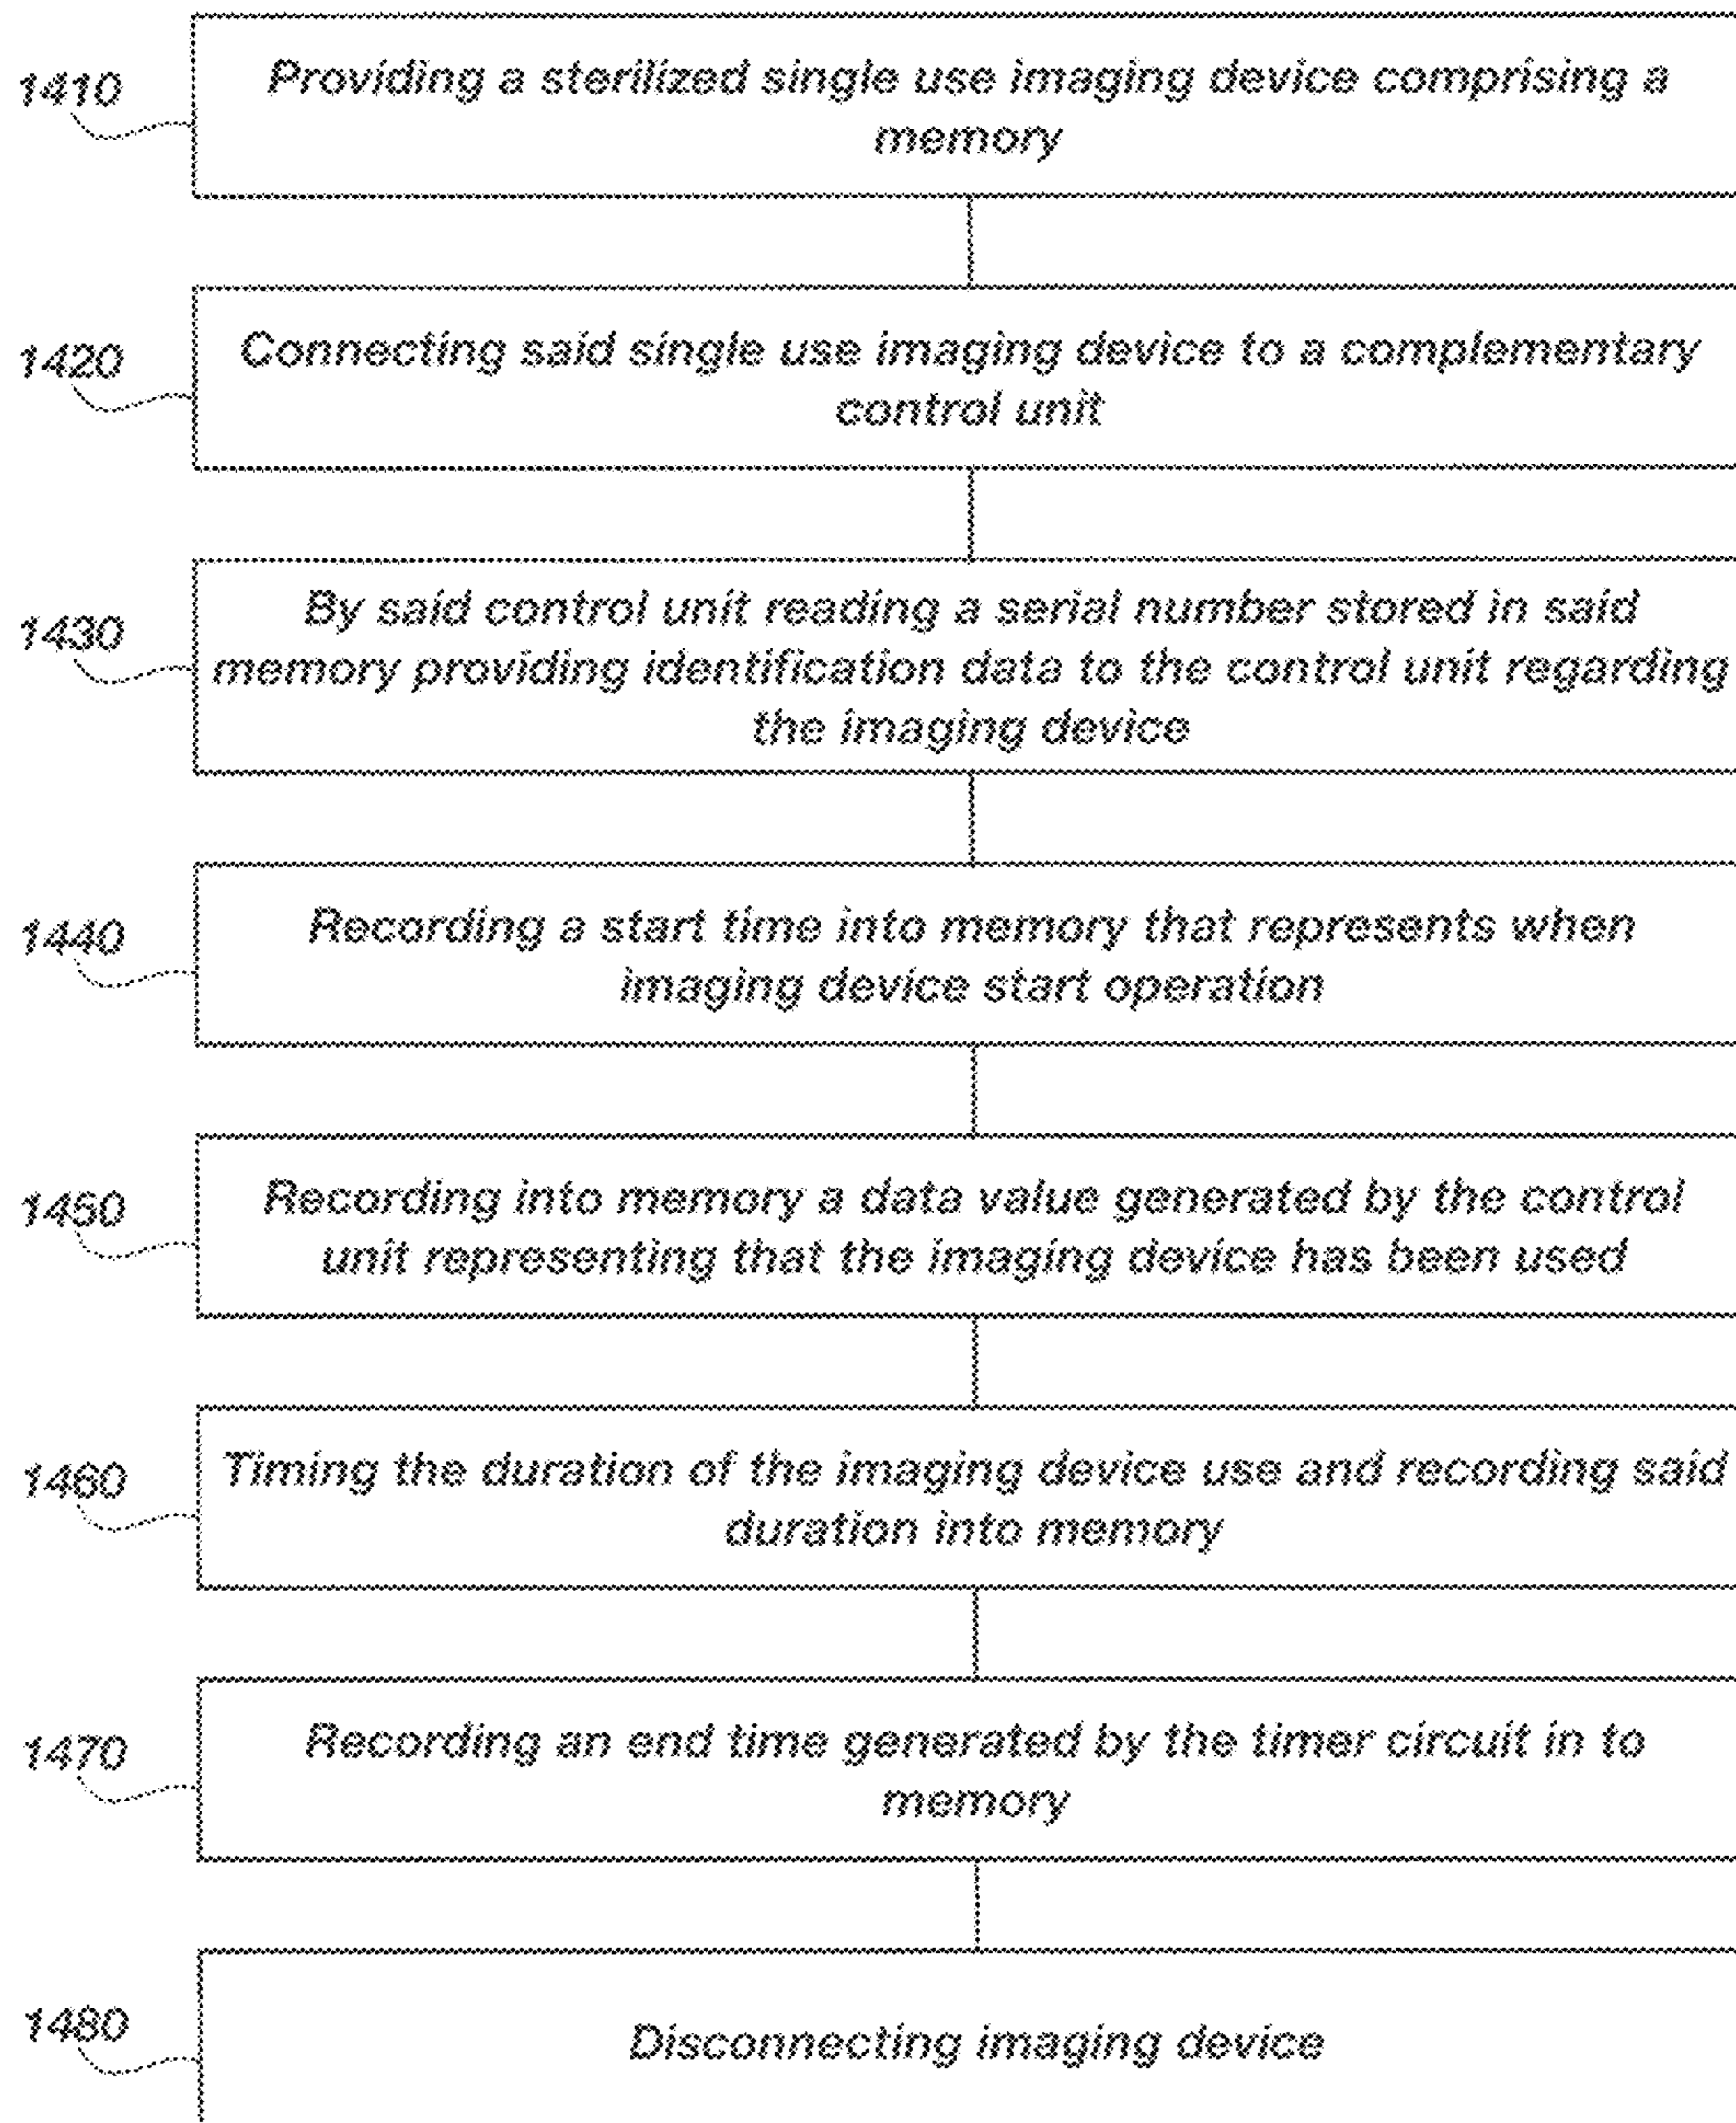 1410
Providing a sterilized single use imaging device comprising a
memory
1420
Connecting said single use imaging device to a complementary
control unit
1430
By said control unit reading a serial number stored in said
memory providing identification data to the control unit regarding
the imaging device
1440
Recording a start time into memory that represents when
imaging device start operation
1450
Recording into memory a data value generated by the control
unit representing that the imaging device has been used
1460
Timing the duration of the imaging device use and recording said
duration into memory
1470
Recording an end time generated by the timer circuit in to
memory
1480
Disconnecting imaging device